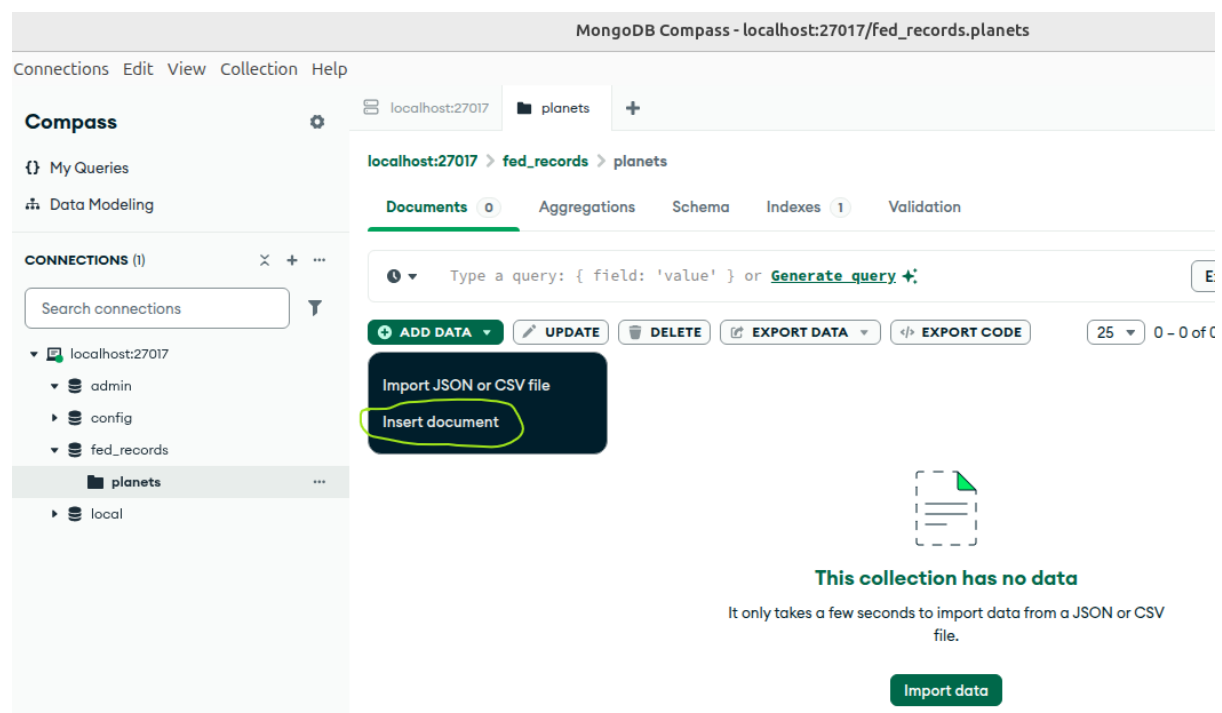 MongoDB Compass - localhost:27017/fed_records.planets
Connections Edit View Collection Help
Compass
{} My Queries
Data Modeling
CONNECTIONS (1)
Search connections
localhost:27017
admin
config
fed_records
planets
local
localhost:27017 planets +
localhost:27017 > fed_records > planets
Documents 0 Aggregations Schema Indexes 1 Validation
Type a query: { field: 'value' } or Generate query
ADD DATA UPDATE DELETE EXPORT DATA </> EXPORT CODE 25 0 – 0 of 0
Import JSON or CSV file
Insert document
This collection has no data
It only takes a few seconds to import data from a JSON or CSV
file.
Import data